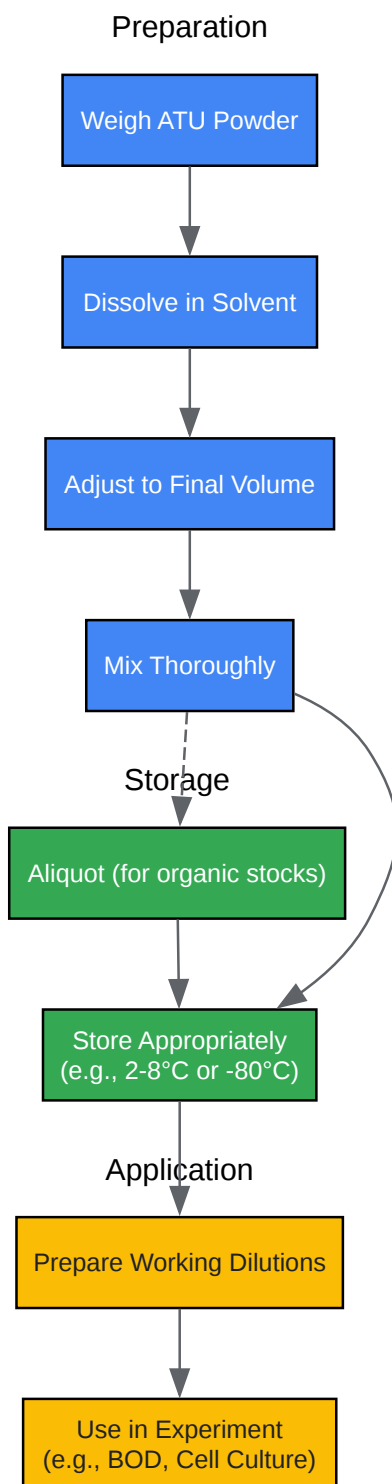 Preparation
Weigh ATU Powder
Dissolve in Solvent
Adjust to Final Volume
Mix Thoroughly
Storage
Aliquot (for organic stocks)
Store Appropriately
(e.g., 2-8°C or -80°C)
Application
Prepare Working Dilutions
Use in Experiment
(e.g., BOD, Cell Culture)